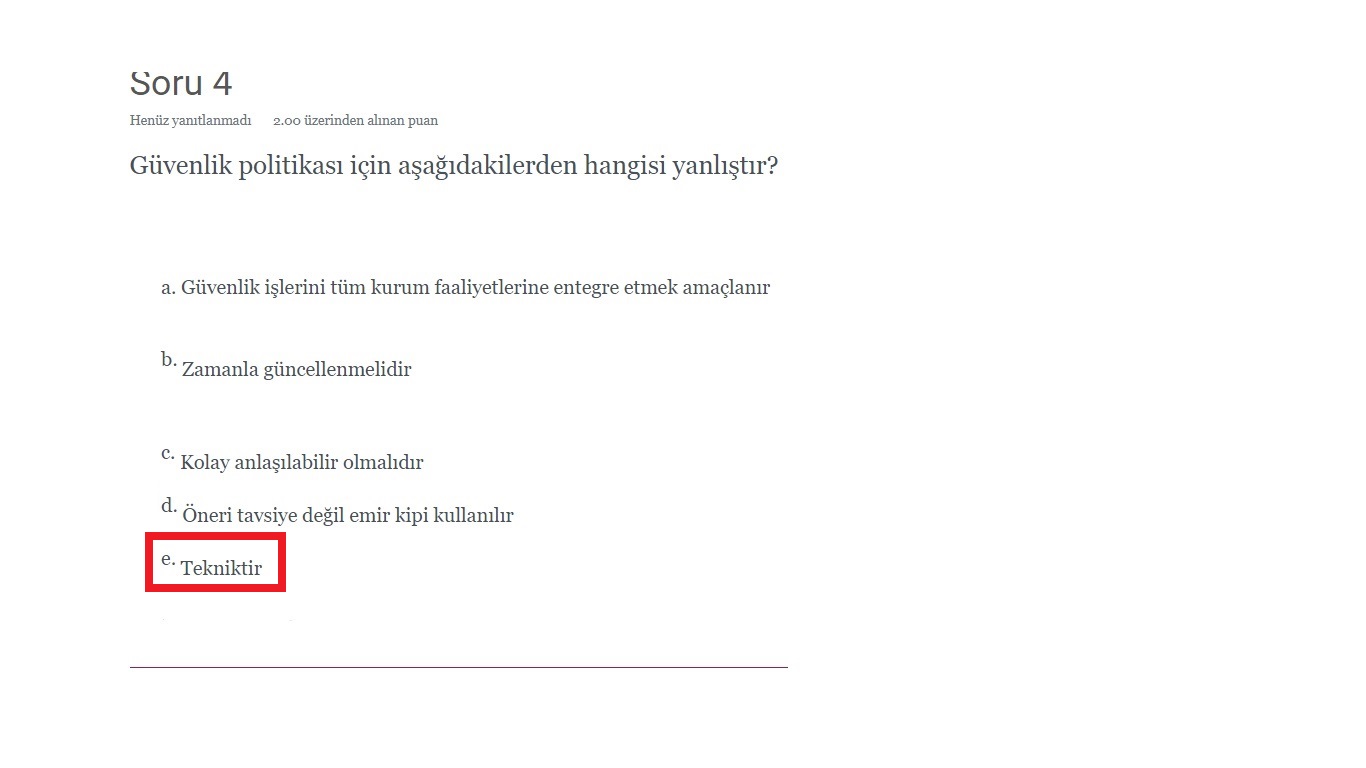 Soru 4
Henüz yanıtlanmadı 2.00 üzerinden alınan puan
Güvenlik politikası için aşağıdakilerden hangisi yanlıştır?
a. Güvenlik işlerini tüm kurum faaliyetlerine entegre etmek amaçlanır
b. Zamanla güncellenmelidir
c. Kolay anlaşılabilir olmalıdır
d. Öneri tavsiye değil emir kipi kullanılır
e. Tekniktir